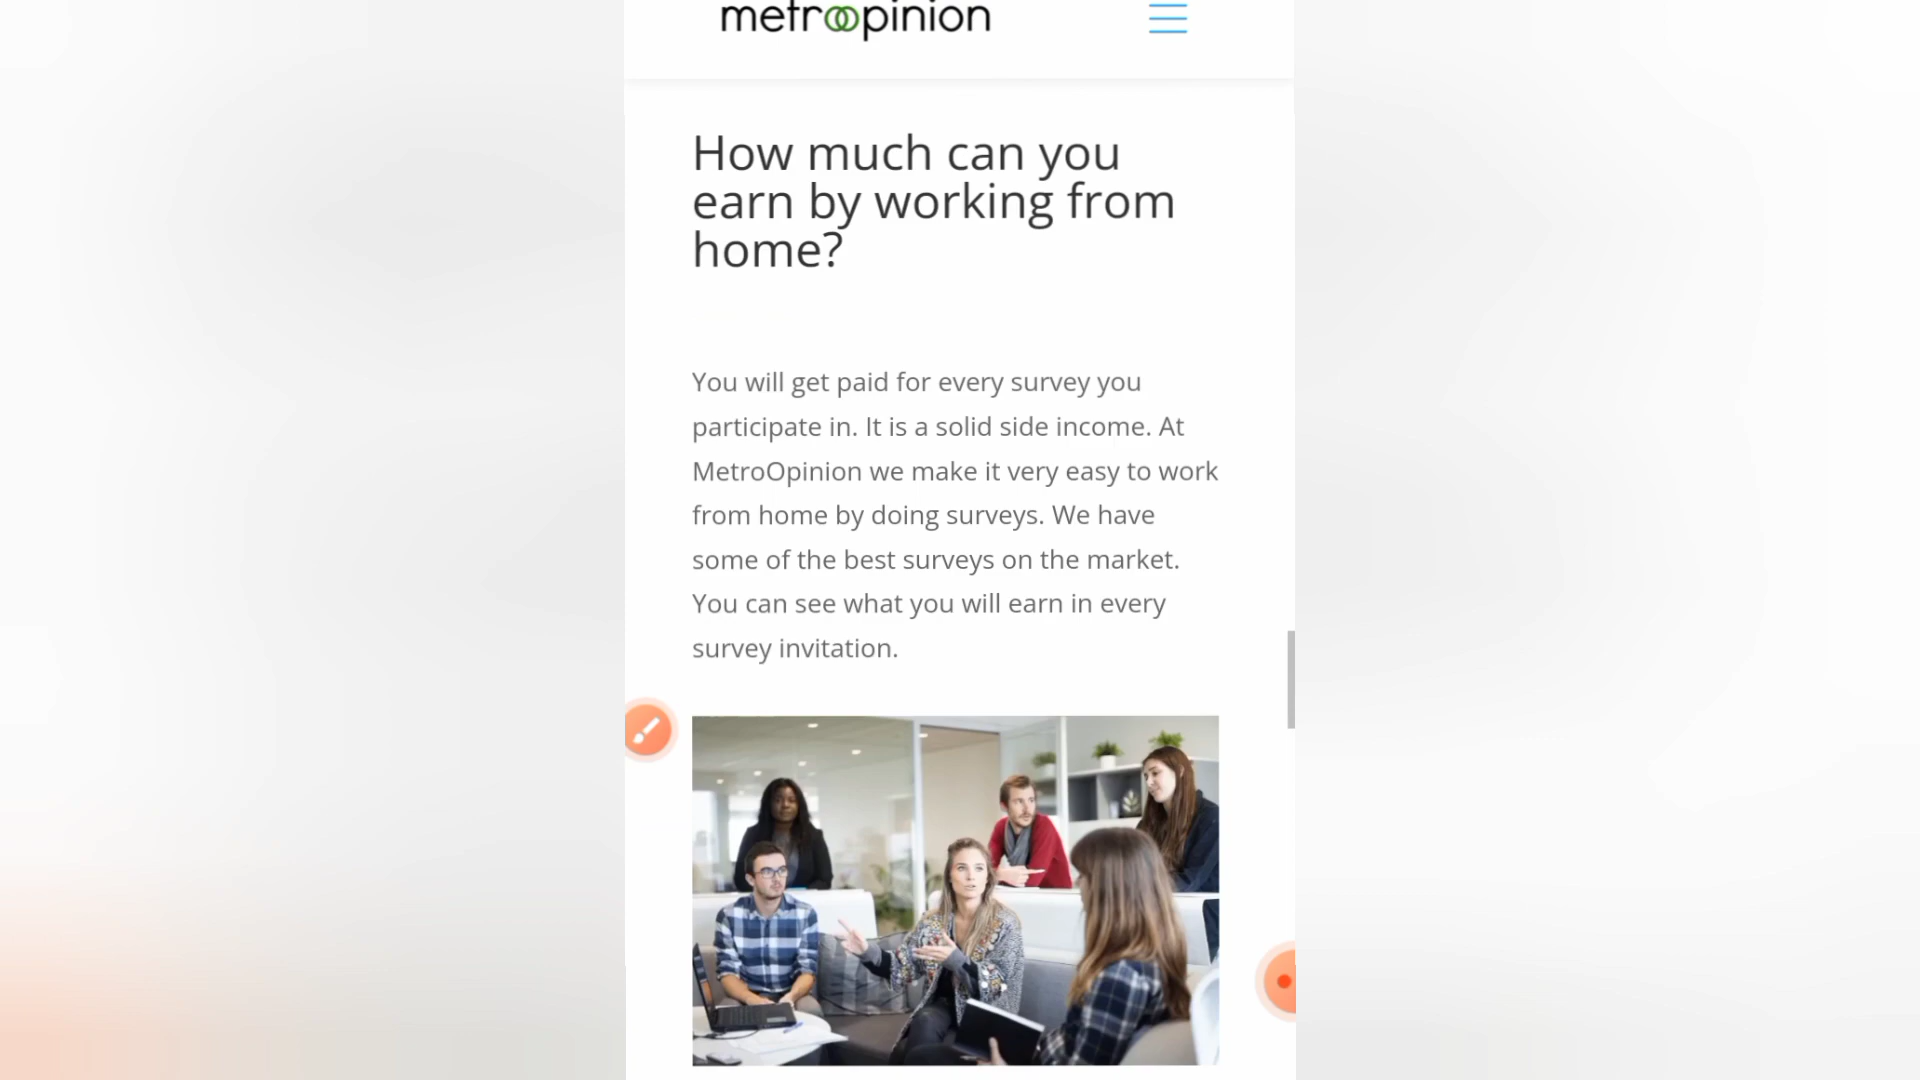 metroopinion
How much can you
earn by working from
home?
You will get paid for every survey you
participate in. It is a solid side income. At
MetroOpinion we make it very easy to work
from home by doing surveys. We have
some of the best surveys on the market.
You can see what you will earn in every
survey invitation.